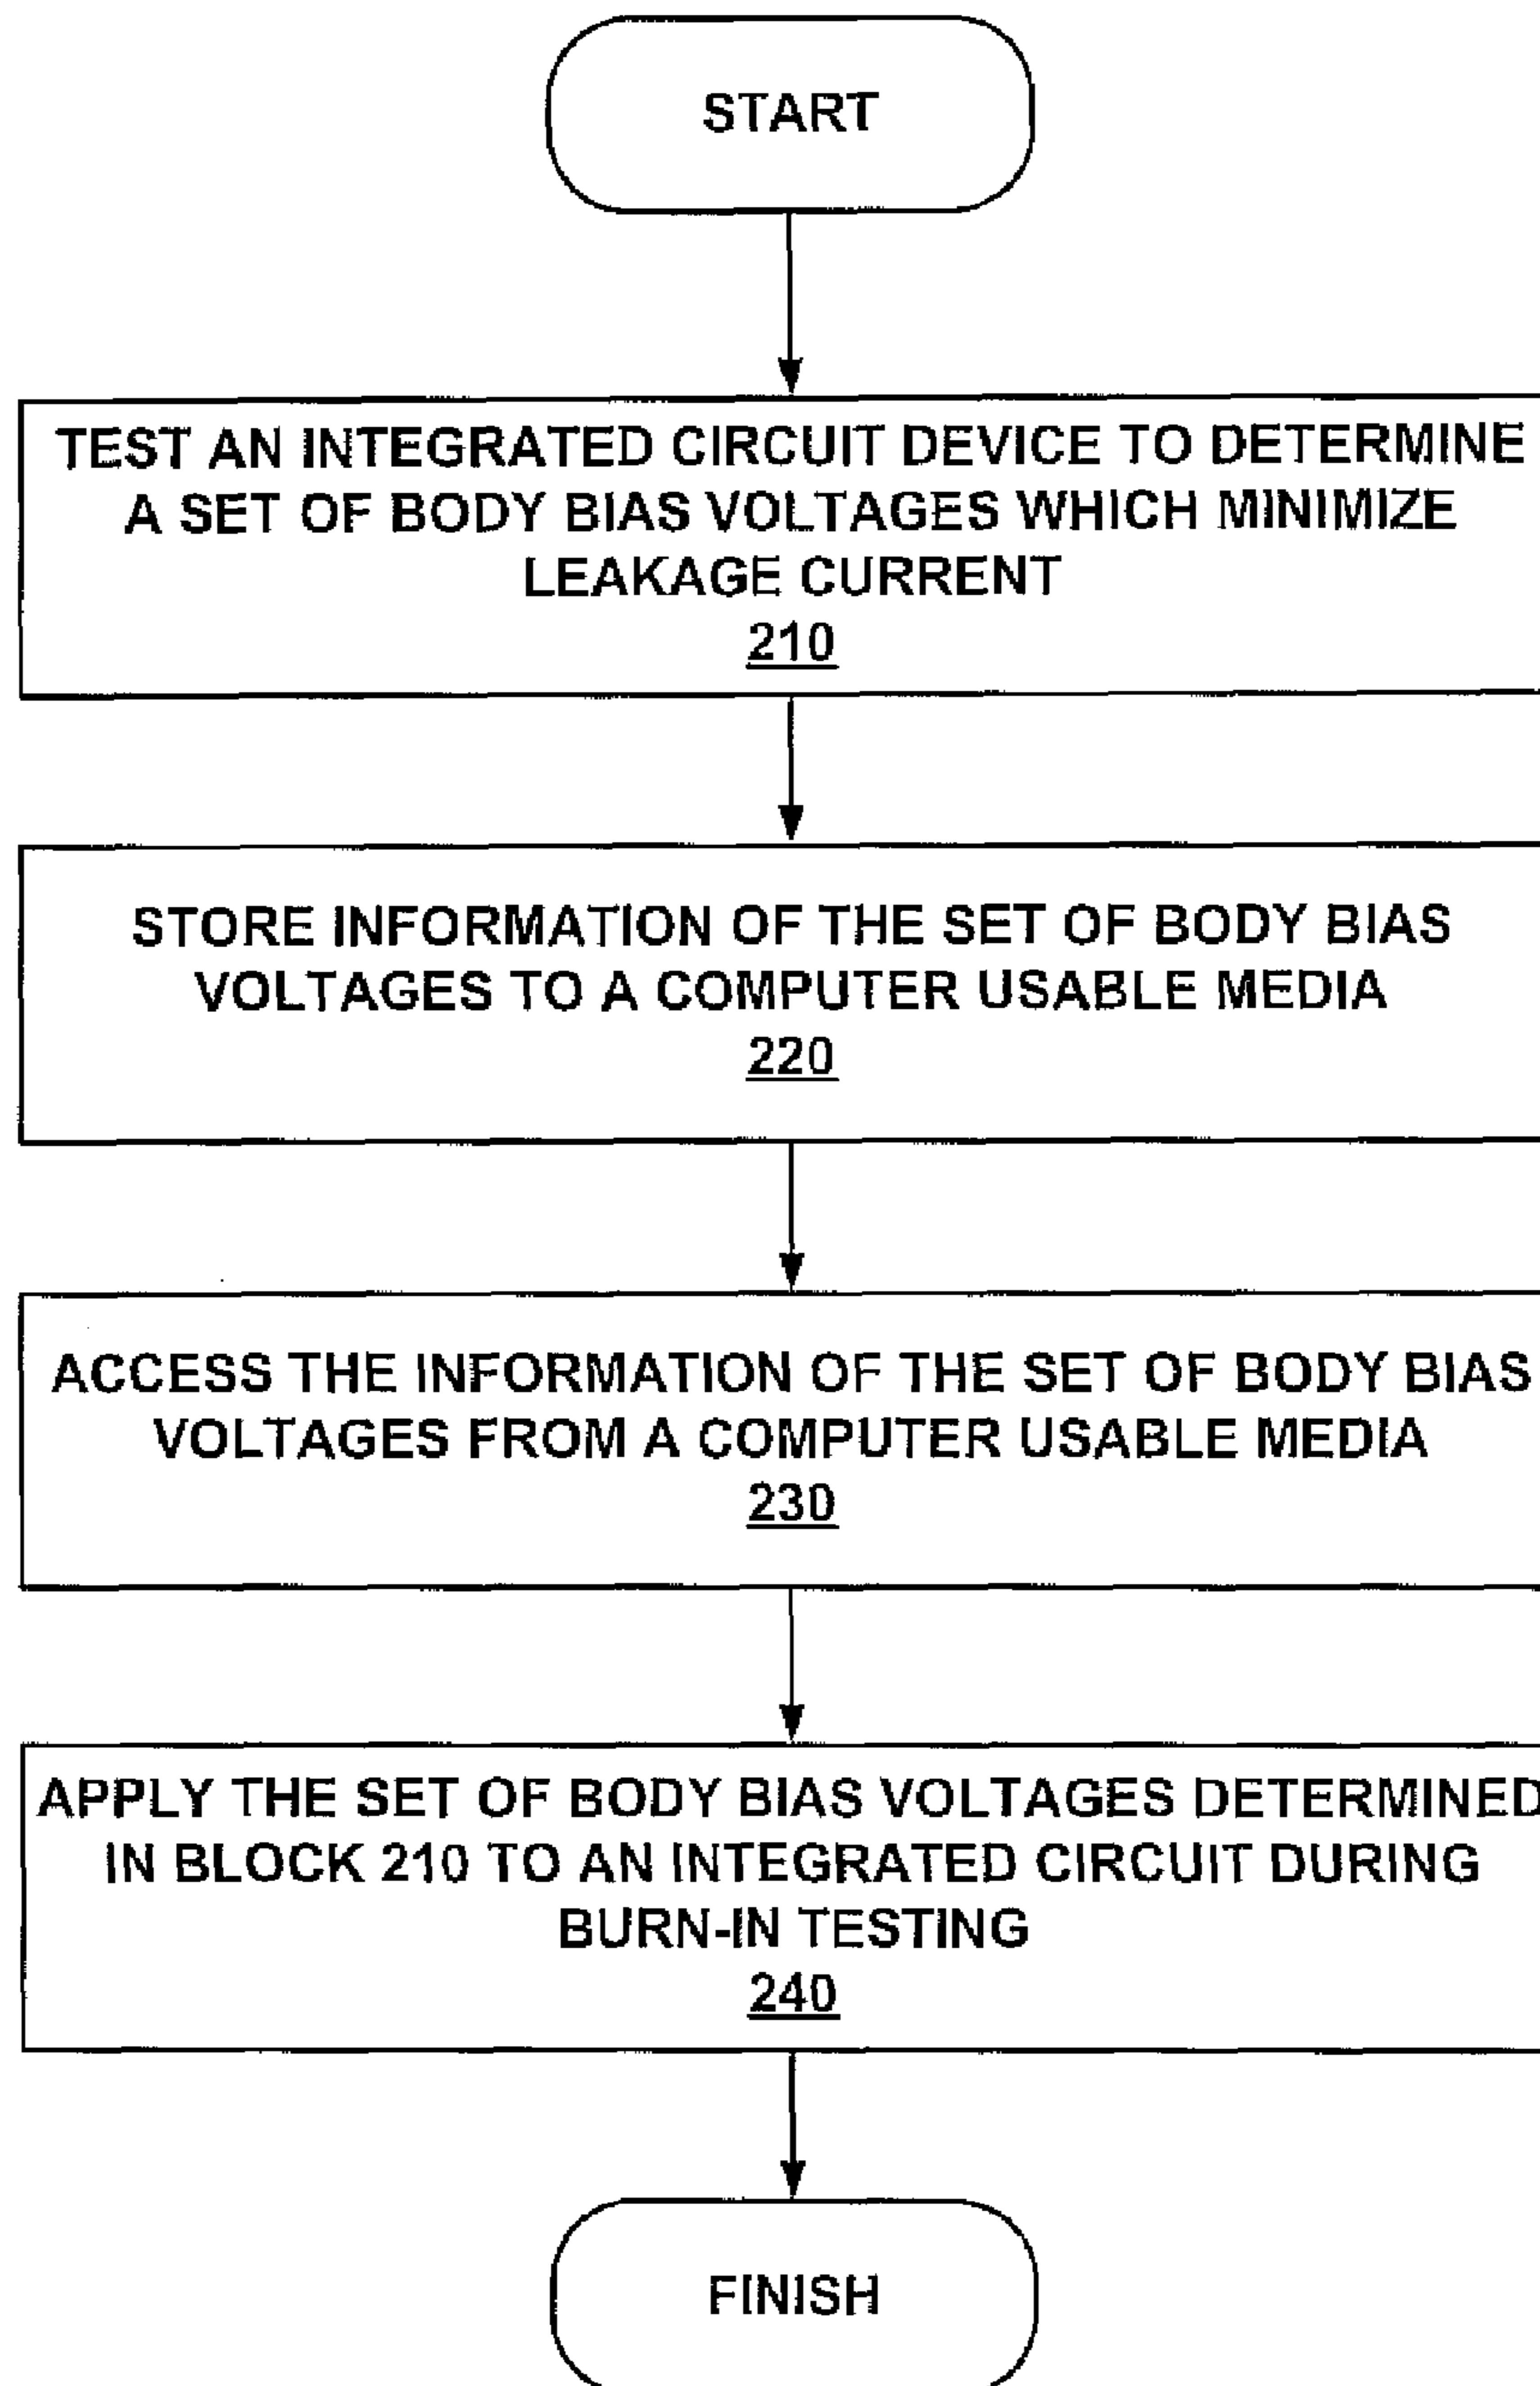 START
TEST AN INTEGRATED CIRCUIT DEVICE TO DETERMINE
A SET OF BODY BIAS VOLTAGES WHICH MINIMIZE
LEAKAGE CURRENT
210
STORE INFORMATION OF THE SET OF BODY BIAS
VOLTAGES TO A COMPUTER USABLE MEDIA
220
ACCESS THE INFORMATION OF THE SET OF BODY BIAS
VOLTAGES FROM A COMPUTER USABLE MEDIA
230
APPLY THE SET OF BODY BIAS VOLTAGES DETERMINED
IN BLOCK 210 TO AN INTEGRATED CIRCUIT DURING
BURN-IN TESTING
240
FINISH